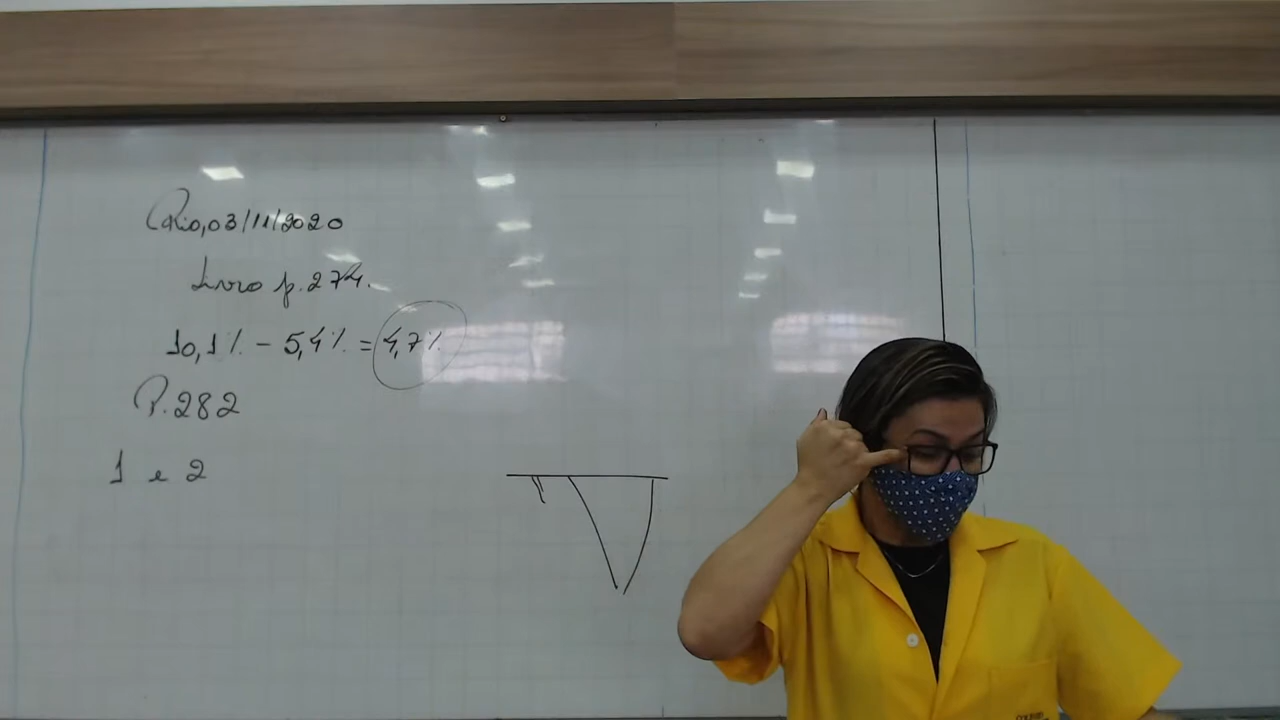 Rio, 03/11/2020
Livro p. 274.
10,1% - 5,4% = 4,7%
P. 282
1 e 2